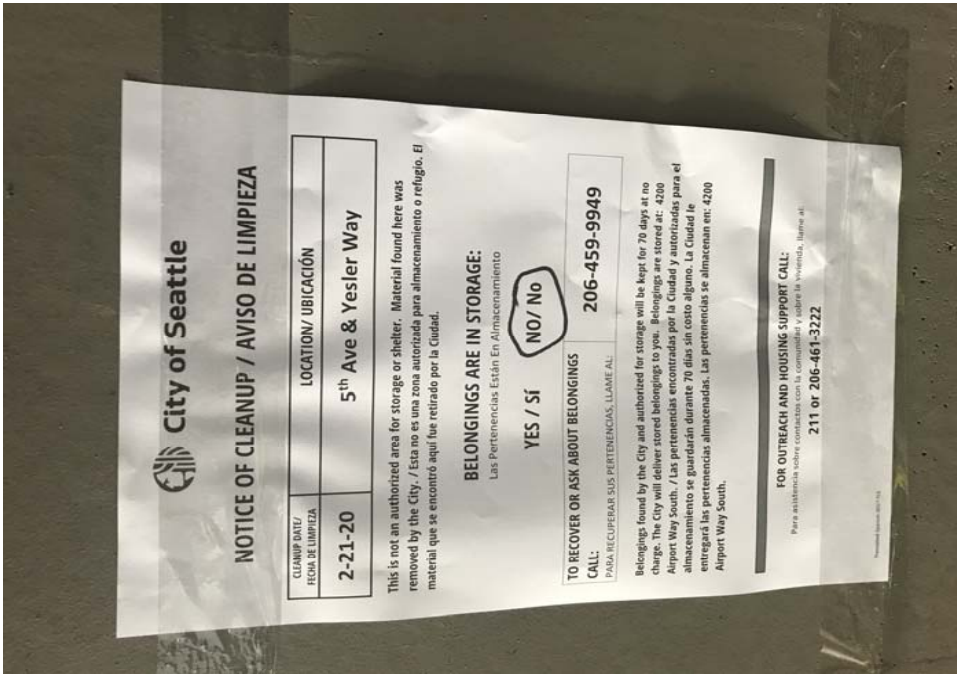 City of Seattle
NOTICE OF CLEANUP / AVISO DE LIMPIEZA
CLEANUP DATE/
FECHA DE LIMPIEZA
LOCATION/ UBICACIÓN
2-21-20
5th Ave & Yesler Way
This is not an authorized area for storage or shelter. Material found here was
removed by the City. / Esta no es una zona autorizada para almacenamiento o refugio. El
material que se encontró aquí fue retirado por la Ciudad.
BELONGINGS ARE IN STORAGE:
Las Pertenencias Están En Almacenamiento
YES / SÍ NO/ No
TO RECOVER OR ASK ABOUT BELONGINGS
CALL:
PARA RECUPERAR SUS PERTENENCIAS, LLAME AL:
206-459-9949
Belongings found by the City and authorized for storage will be kept for 70 days at no
charge. The City will deliver stored belongings to you. Belongings are stored at: 4200
Airport Way South. / Las pertenencias encontradas por la Ciudad y autorizadas para el
almacenamiento se guardarán durante 70 días sin costo alguno. La Ciudad le
entregará las pertenencias almacenadas. Las pertenencias se almacenan en: 4200
Airport Way South.
FOR OUTREACH AND HOUSING SUPPORT CALL:
Para asistencia sobre contactos con la comunidad y sobre la vivienda, llame al:
211 or 206-461-3222